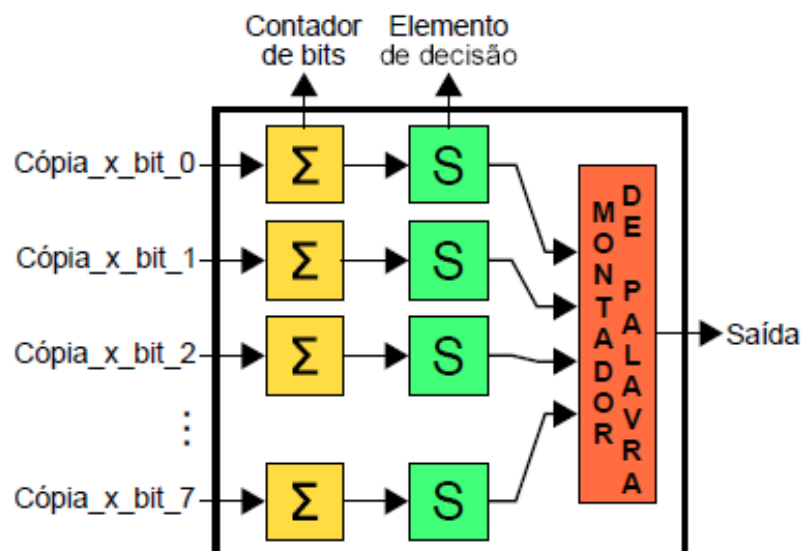 Contador
de bits
Elemento
de decisão
Cópia_x_bit_0
Σ
S
Cópia_x_bit_1
Σ
S
Cópia_x_bit_2
Σ
S
⋮
Cópia_x_bit_7
Σ
S
MONTADOR
DE PALAVRA
Saída